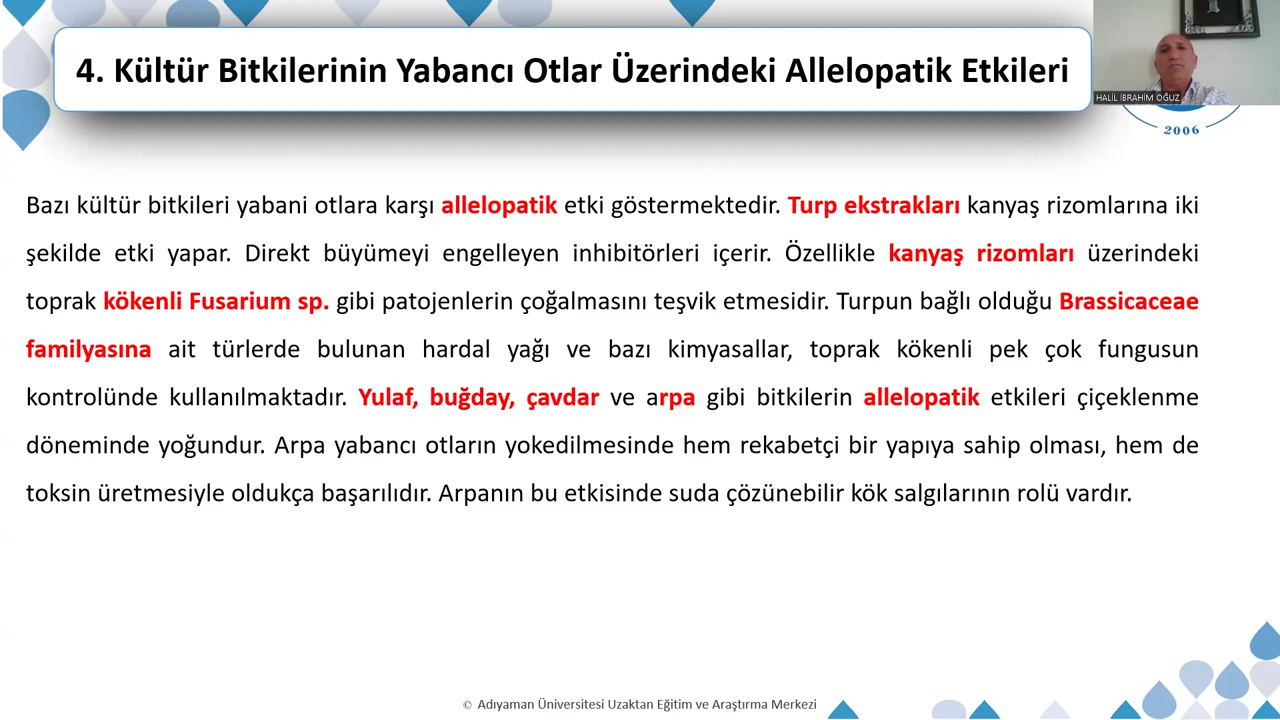 4. Kültür Bitkilerinin Yabancı Otlar Üzerindeki Allelopatik Etkileri
HALİL İBRAHİM OĞUZ
2006
Bazı kültür bitkileri yabani otlara karşı allelopatik etki göstermektedir. Turp ekstrakları kanyaş rizomlarına iki
şekilde etki yapar. Direkt büyümeyi engelleyen inhibitörleri içerir. Özellikle kanyaş rizomları üzerindeki
toprak kökenli Fusarium sp. gibi patojenlerin çoğalmasını teşvik etmesidir. Turpun bağlı olduğu Brassicaceae
familyasına ait türlerde bulunan hardal yağı ve bazı kimyasallar, toprak kökenli pek çok fungusun
kontrolünde kullanılmaktadır. Yulaf, buğday, çavdar ve arpa gibi bitkilerin allelopatik etkileri çiçeklenme
döneminde yoğundur. Arpa yabancı otların yokedilmesinde hem rekabetçi bir yapıya sahip olması, hem de
toksin üretmesiyle oldukça başarılıdır. Arpanın bu etkisinde suda çözünebilir kök salgılarının rolü vardır.
© Adıyaman Üniversitesi Uzaktan Eğitim ve Araştırma Merkezi